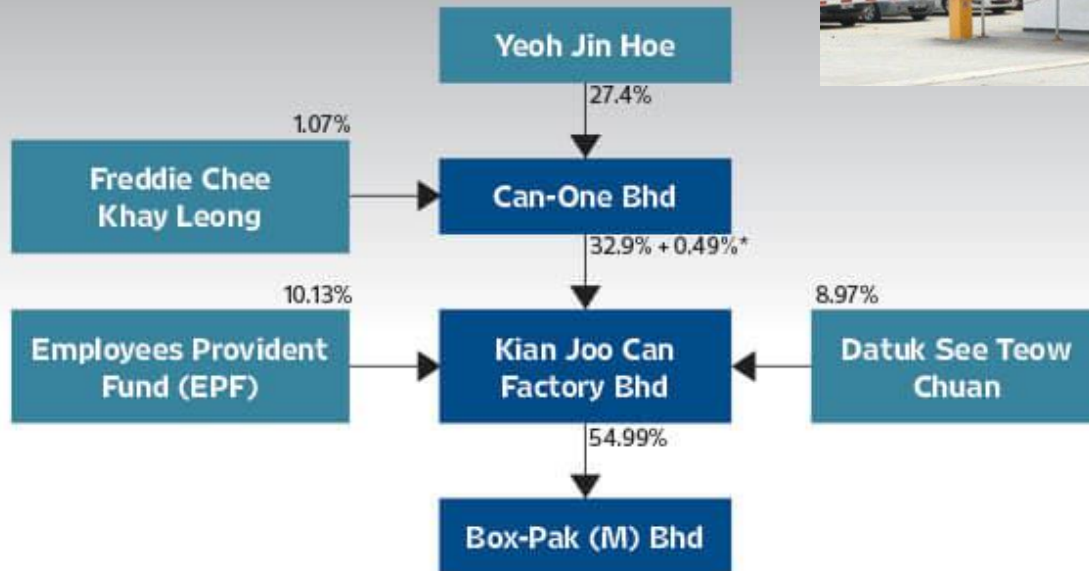 Yeoh Jin Hoe
27.4%
1.07%
Freddie Chee
Khay Leong
Can-One Bhd
32.9% + 0.49%*
10.13%
8.97%
Employees Provident
Fund (EPF)
Kian Joo Can
Factory Bhd
Datuk See Teow
Chuan
54.99%
Box-Pak (M) Bhd